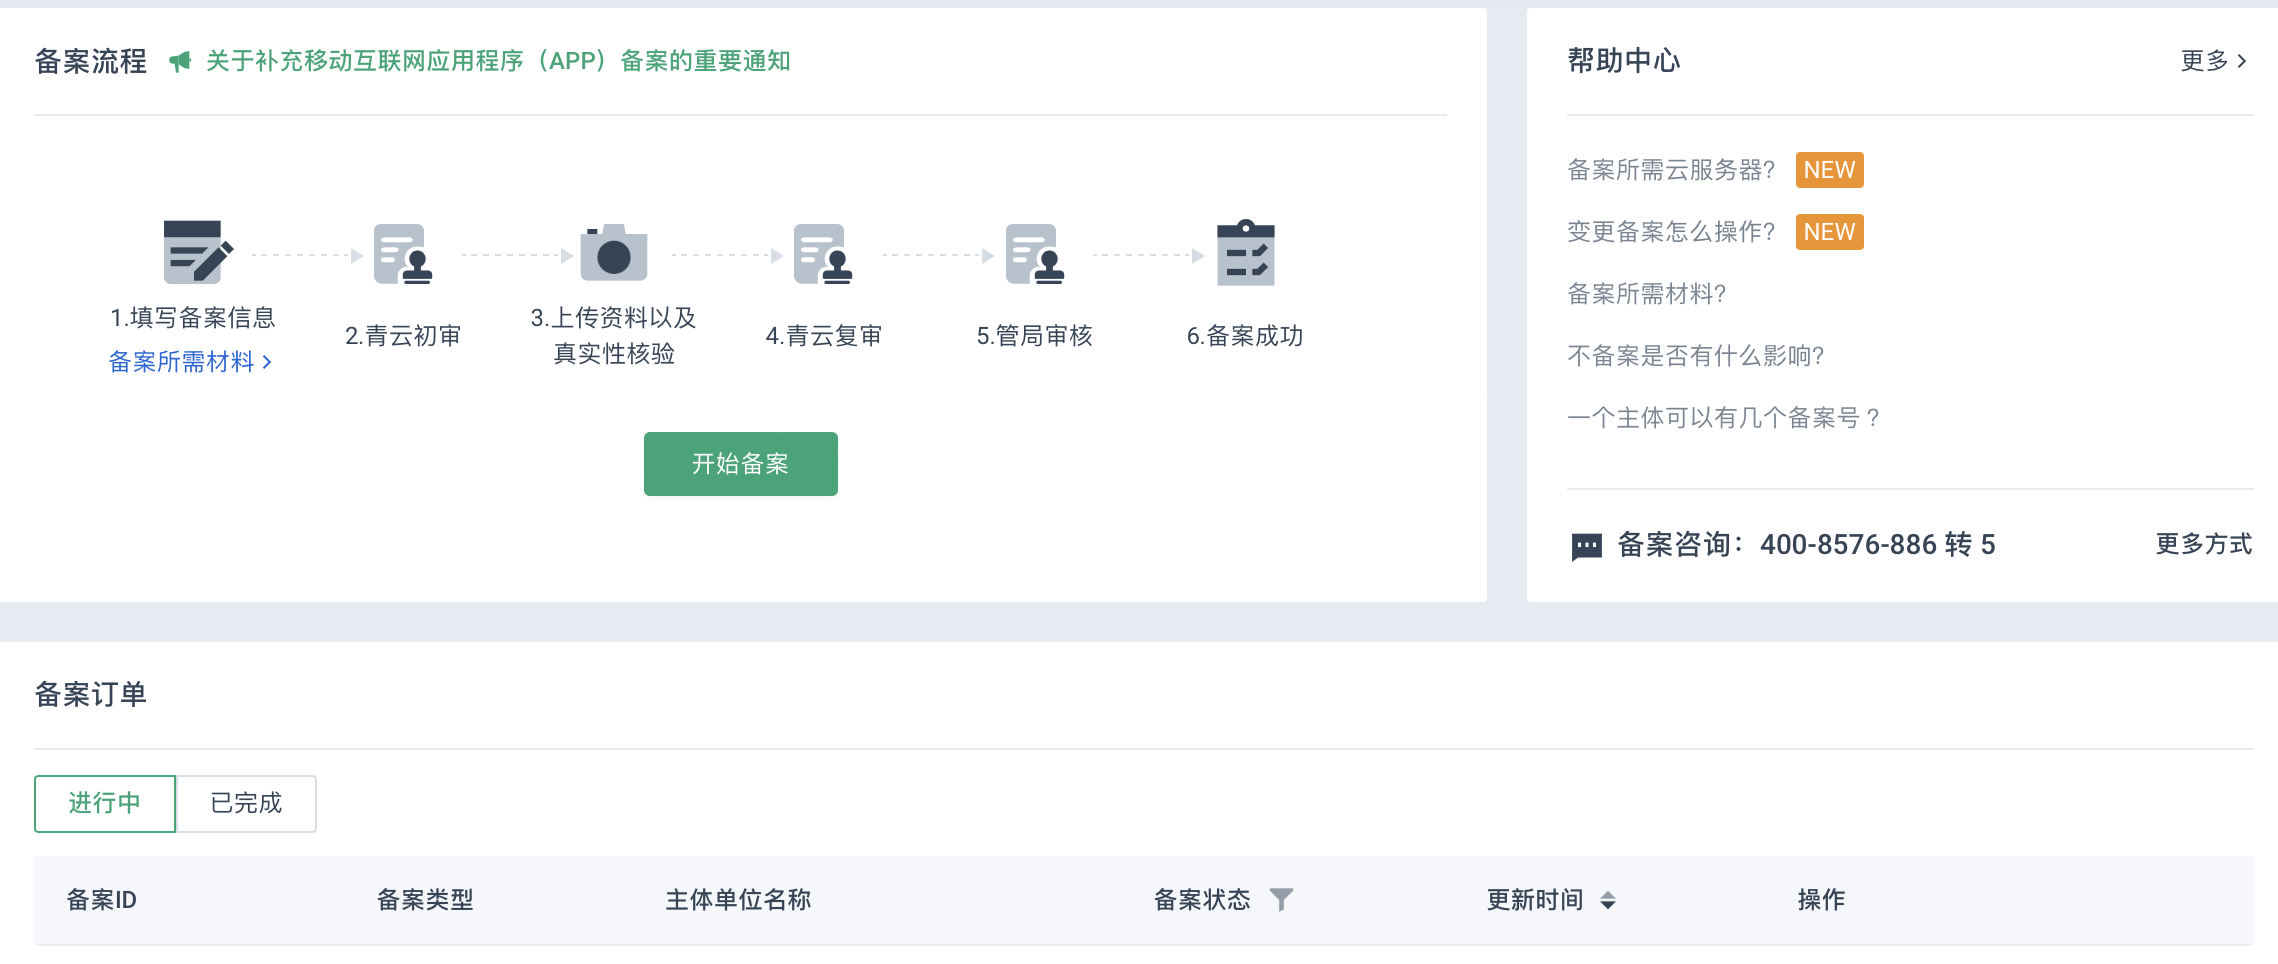 备案流程 关于补充移动互联网应用程序（APP）备案的重要通知
1.填写备案信息
备案所需材料
2.青云初审
3.上传资料以及
真实性核验
4.青云复审
5.管局审核
6.备案成功
开始备案
帮助中心 更多
备案所需云服务器? NEW
变更备案怎么操作? NEW
备案所需材料?
不备案是否有什么影响?
一个主体可以有几个备案号？
备案咨询：400-8576-886 转 5 更多方式
备案订单
进行中 已完成
备案ID 备案类型 主体单位名称 备案状态 更新时间 操作